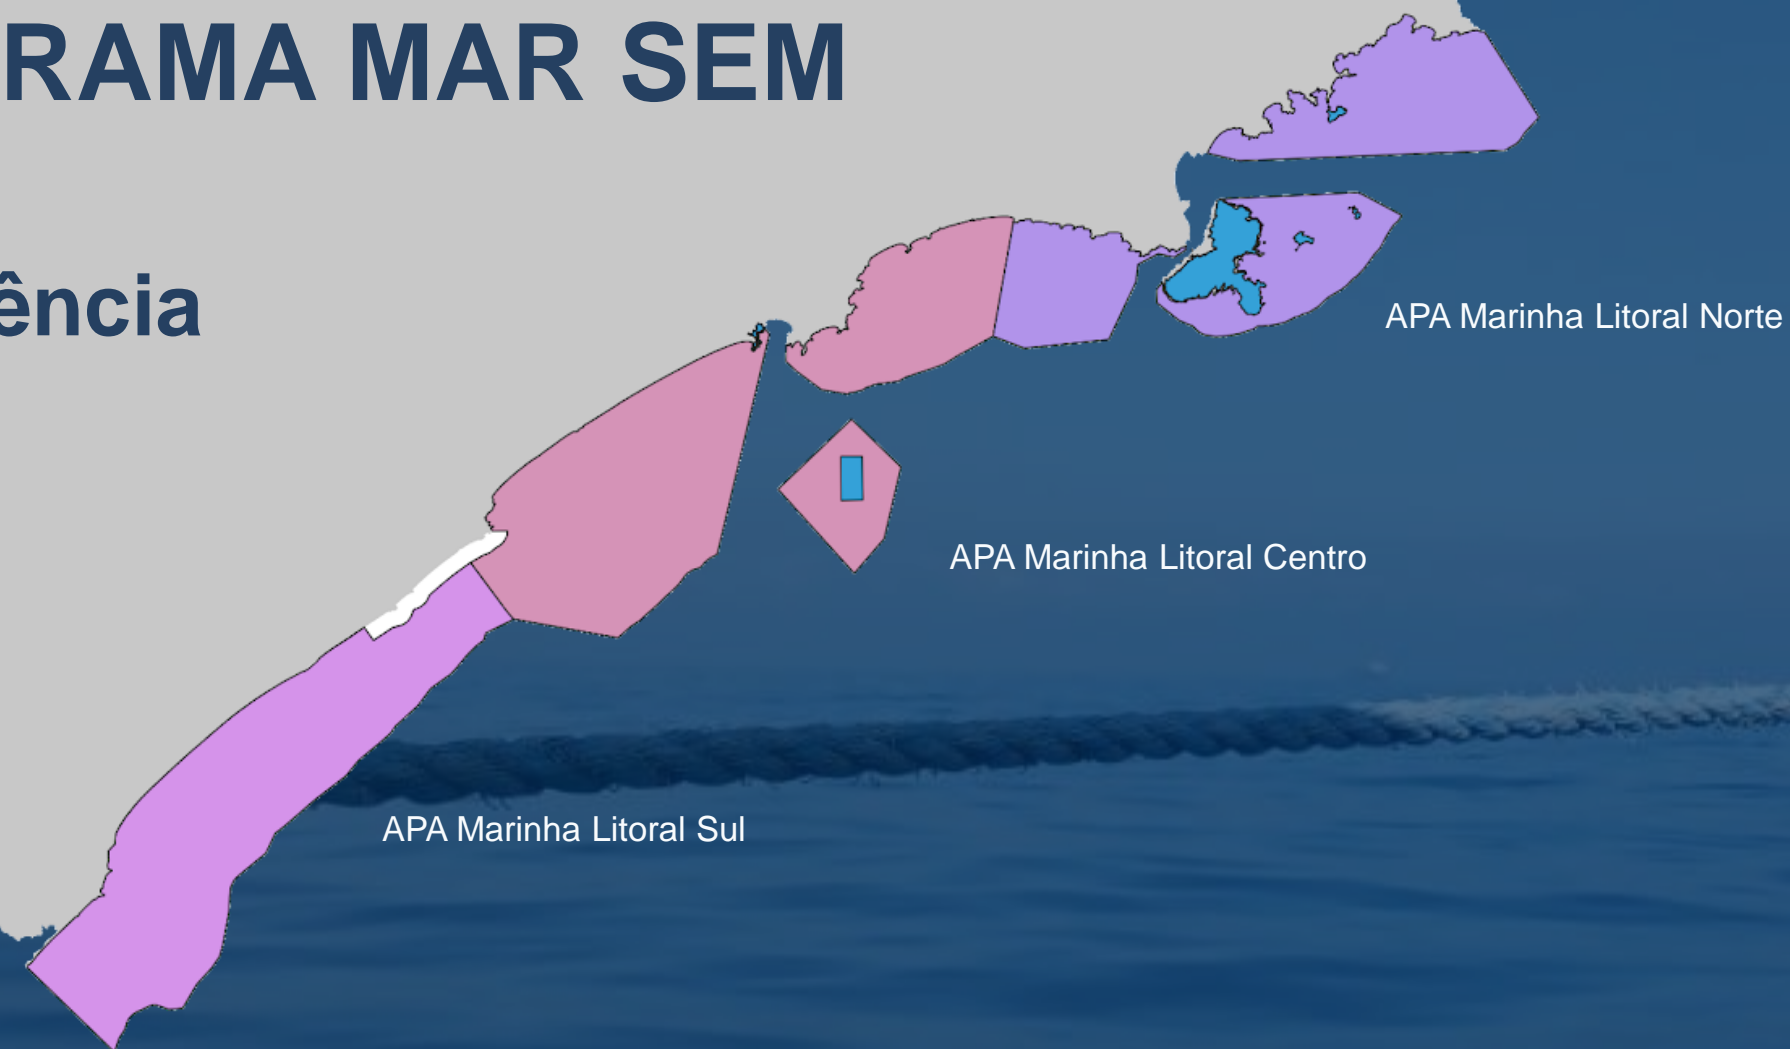 RAMA MAR SEM
ência
APA Marinha Litoral Norte
APA Marinha Litoral Centro
APA Marinha Litoral Sul